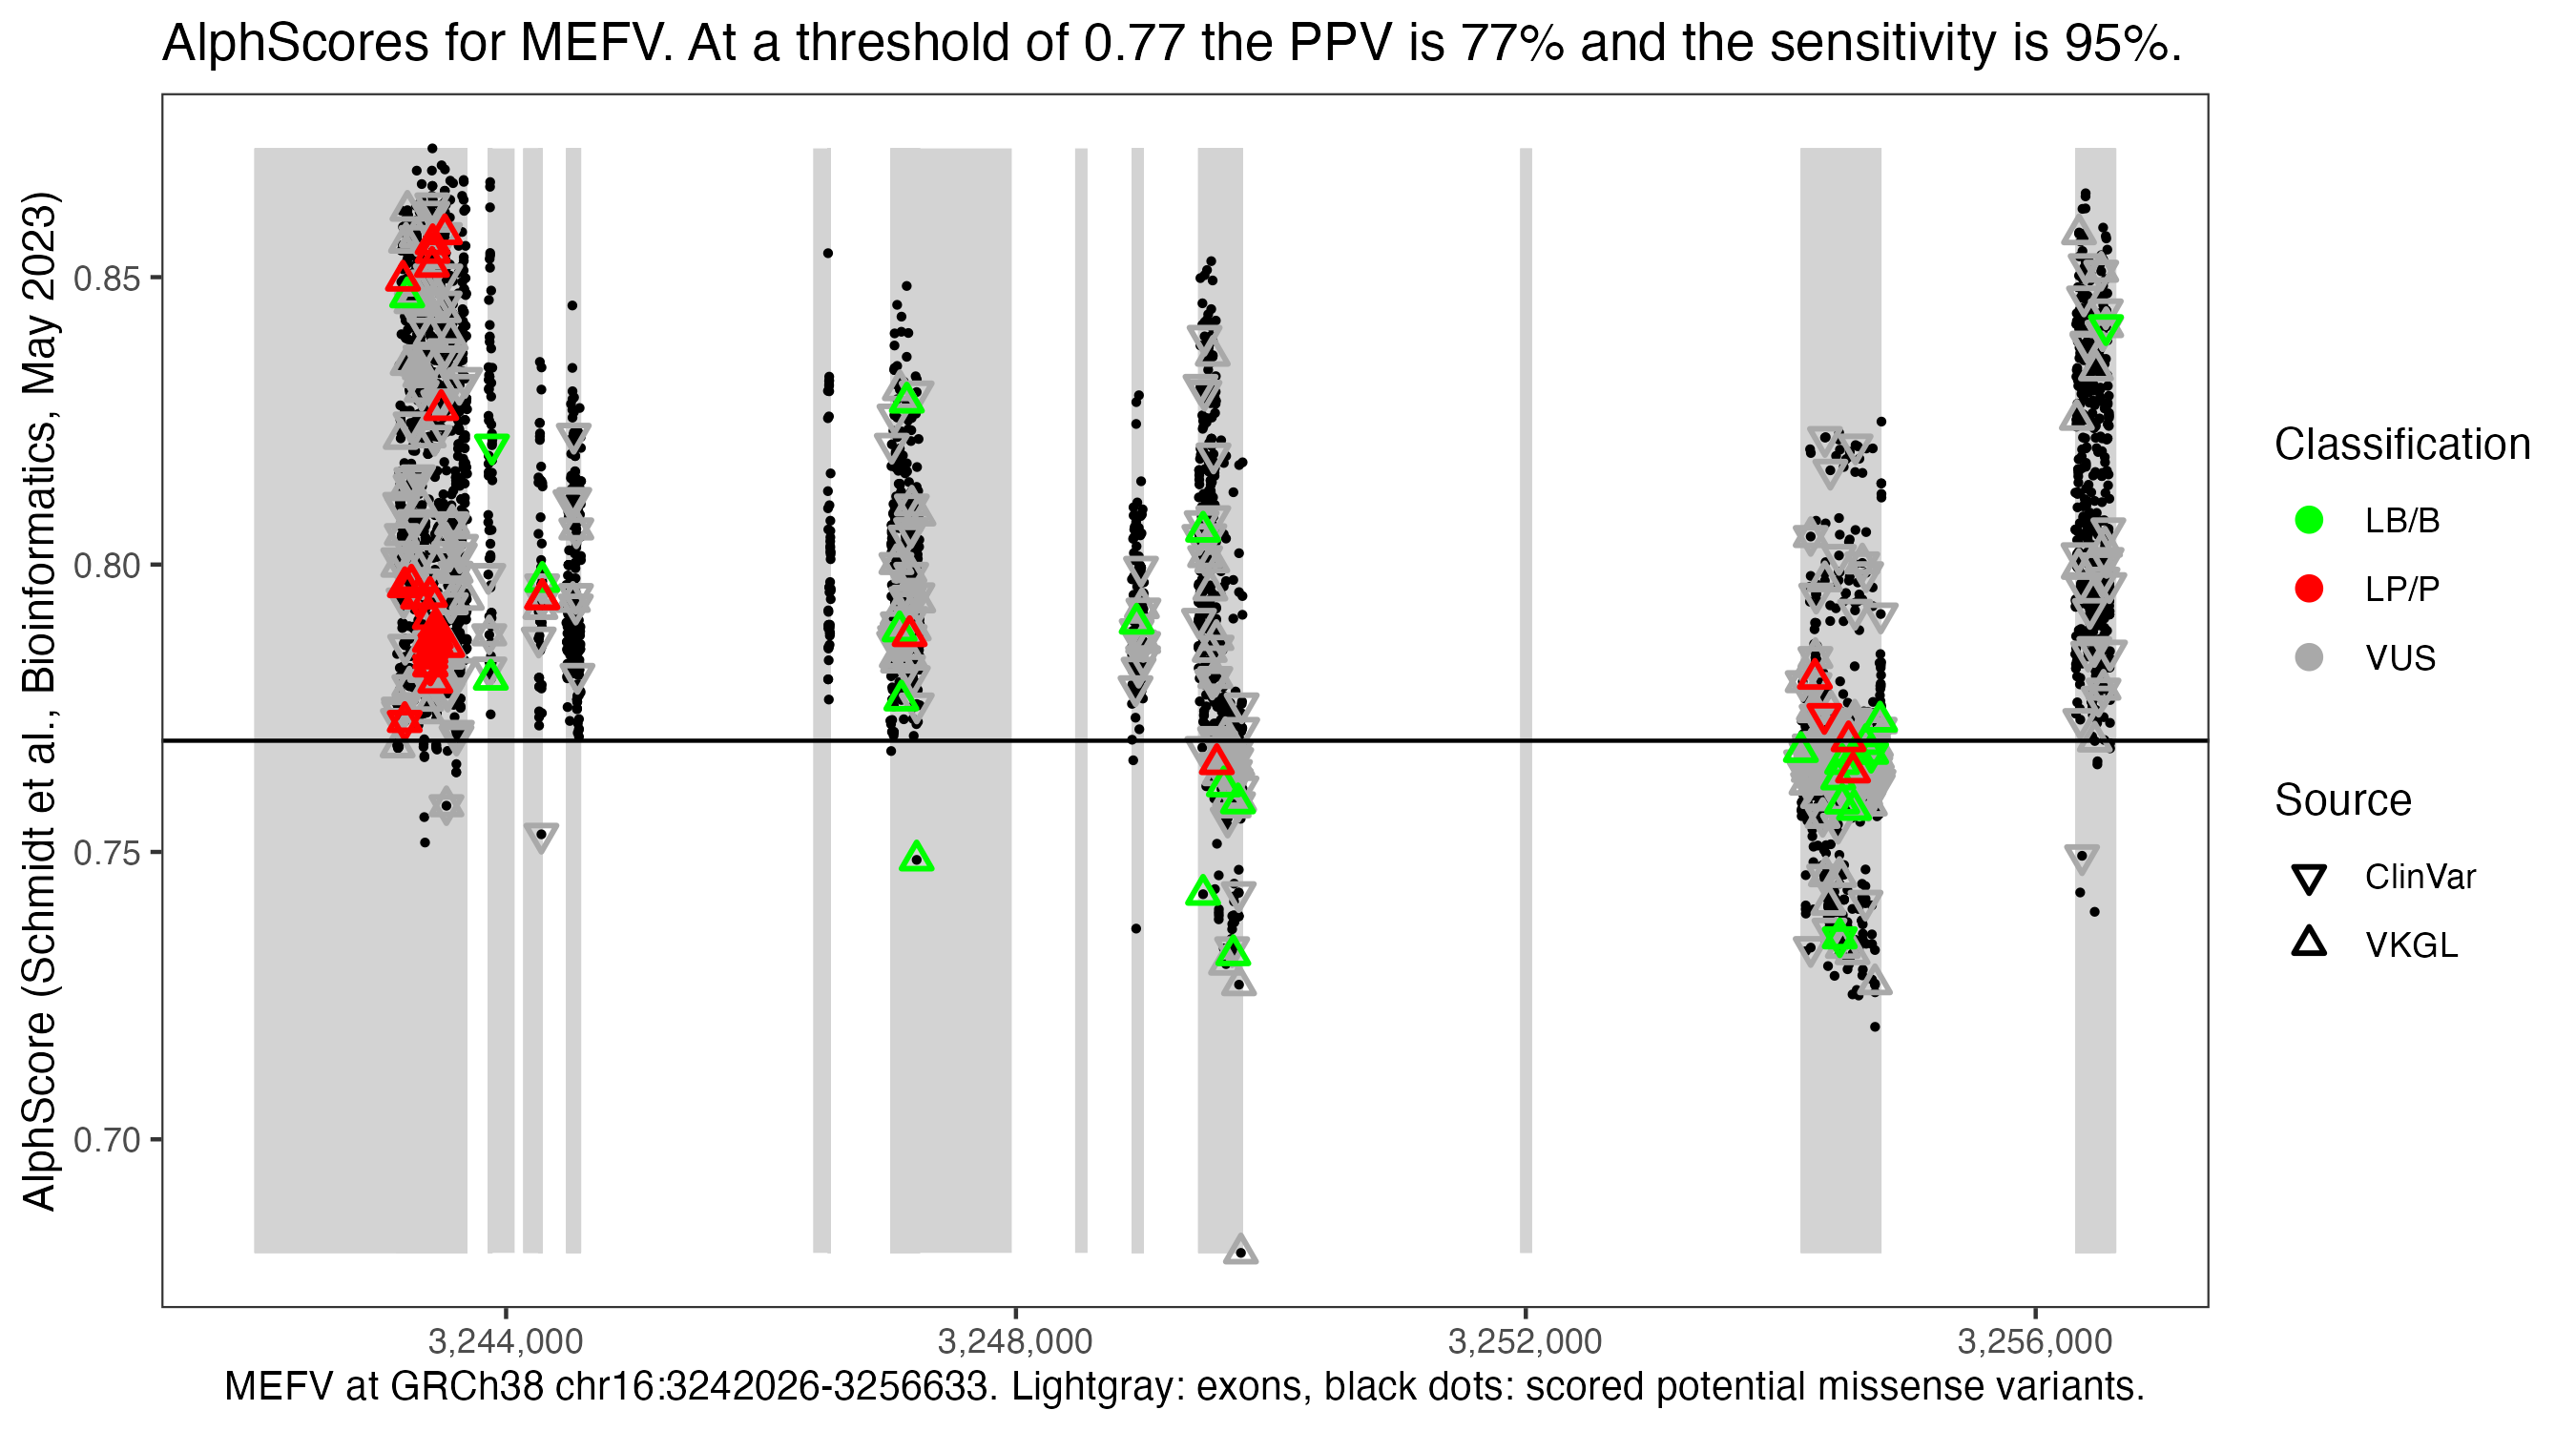 AlphScores for MEFV. At a threshold of 0.77 the PPV is 77% and the sensitivity is 95%.
AlphScore (Schmidt et al., Bioinformatics, May 2023)
0.85
0.80
0.75
0.70
3,244,000
3,248,000
3,252,000
3,256,000
MEFV at GRCh38 chr16:3242026-3256633. Lightgray: exons, black dots: scored potential missense variants.
Classification
LB/B
LP/P
VUS
Source
ClinVar
VKGL